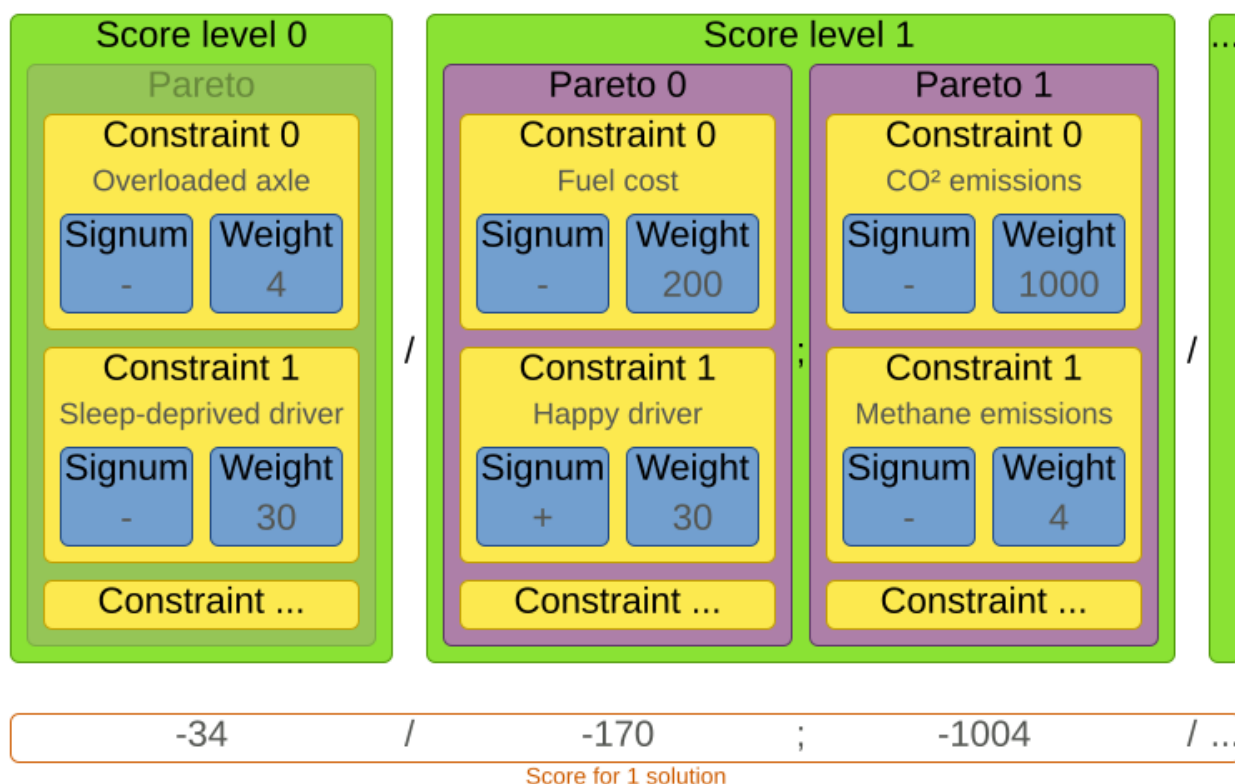 Score level 0
Pareto
Constraint 0
Overloaded axle
Signum Weight
- 4
Constraint 1
Sleep-deprived driver
Signum Weight
- 30
Constraint ...
/
Score level 1
Pareto 0
Constraint 0
Fuel cost
Signum Weight
- 200
Constraint 1
Happy driver
Signum Weight
+ 30
Constraint ...
;
Pareto 1
Constraint 0
CO² emissions
Signum Weight
- 1000
Constraint 1
Methane emissions
Signum Weight
- 4
Constraint ...
/
...
-34 / -170 ; -1004 / ...
Score for 1 solution